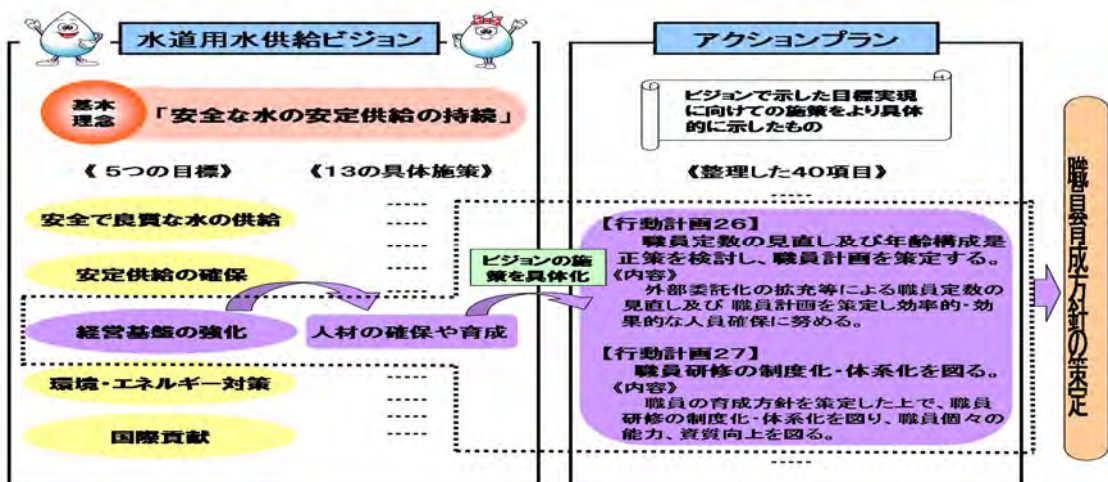 水道用水供給ビジョン
基本
理念
「安全な水の安定供給の持続」
《5つの目標》
《13の具体施策》
安全で良質な水の供給
安定供給の確保
経営基盤の強化
人材の確保や育成
環境・エネルギー対策
国際貢献
ビジョンの施
策を具体化
アクションプラン
ビジョンで示した目標実現
に向けての施策をより具体
的に示したもの
《整理した40項目》
【行動計画26】
職員定数の見直し及び年齢構成是
正策を検討し、職員計画を策定する。
《内容》
外部委託化の拡充等による職員定数の
見直し及び 職員計画を策定し効率的・効
果的な人員確保に努める。
【行動計画27】
職員研修の制度化・体系化を図る。
《内容》
職員の育成方針を策定した上で、職員
研修の制度化・体系化を図り、職員個々の
能力、資質向上を図る。
職員育成方針の策定